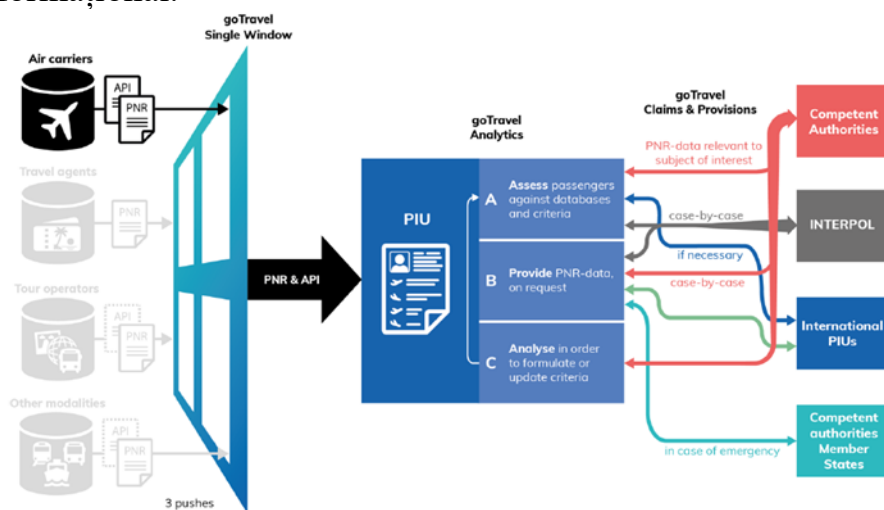 goTravel
Single Window
Air carriers
API
PNR
Travel agents
PNR
Tour operators
API
PNR
Other modalities
API
PNR
3 pushes
PNR & API
goTravel
Analytics
PIU
A
Assess passengers
against databases
and criteria
B
Provide PNR-data,
on request
C
Analyse in order
to formulate or
update criteria
goTravel
Claims & Provisions
PNR-data relevant to
subject of interest
case-by-case
if necessary
case-by-case
in case of emergency
Competent
Authorities
INTERPOL
International
PIUs
Competent
authorities
Member
States